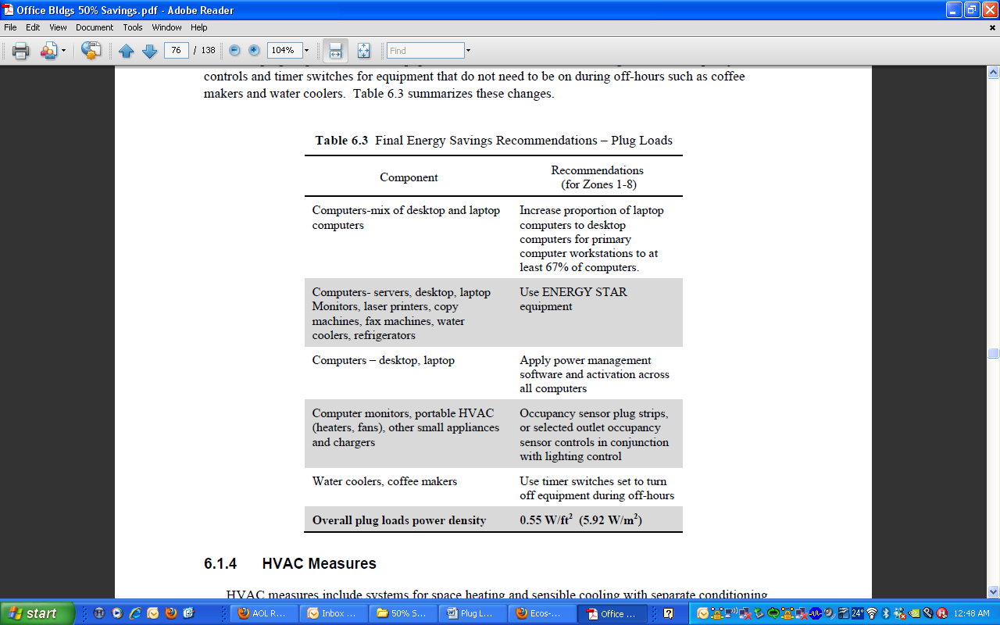 Office Bldgs 50% Savings.pdf - Adobe Reader
File Edit View Document Tools Window Help
76 / 138 104% Find
controls and timer switches for equipment that do not need to be on during off-hours such as coffee
makers and water coolers. Table 6.3 summarizes these changes.
Table 6.3 Final Energy Savings Recommendations – Plug Loads
Component
Recommendations
(for Zones 1-8)
Computers-mix of desktop and laptop
computers
Increase proportion of laptop
computers to desktop
computers for primary
computer workstations to at
least 67% of computers.
Computers- servers, desktop, laptop
Monitors, laser printers, copy
machines, fax machines, water
coolers, refrigerators
Use ENERGY STAR
equipment
Computers – desktop, laptop
Apply power management
software and activation across
all computers
Computer monitors, portable HVAC
(heaters, fans), other small appliances
and chargers
Occupancy sensor plug strips,
or selected outlet occupancy
sensor controls in conjunction
with lighting control
Water coolers, coffee makers
Use timer switches set to turn
off equipment during off-hours
Overall plug loads power density
0.55 W/ft² (5.92 W/m²)
6.1.4 HVAC Measures
HVAC measures include systems for space heating and sensible cooling with separate conditioning
start AOL R... Inbox ... 50% S... Plug L... Ecos-... Office ... 24° 12:48 AM